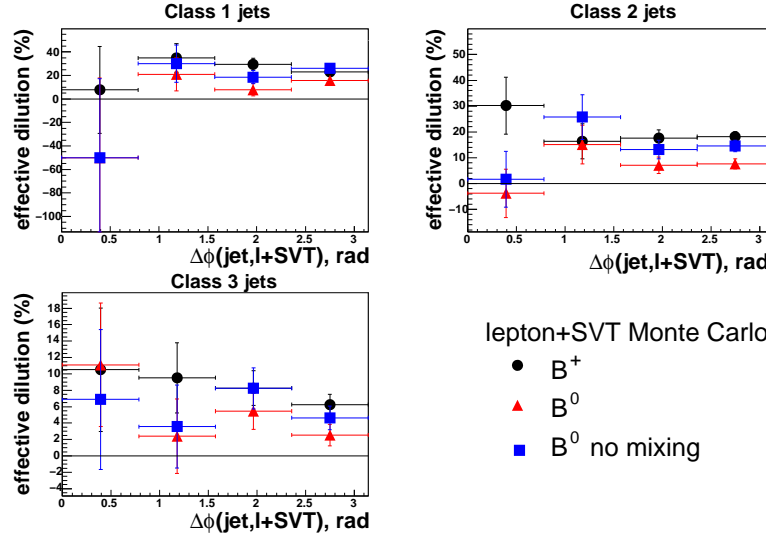 Class 1 jets
effective dilution (%)
40
20
0
-20
-40
-60
-80
-100
0 0.5 1 1.5 2 2.5 3
Δϕ(jet,l+SVT), rad
Class 2 jets
effective dilution (%)
50
40
30
20
10
0
-10
0 0.5 1 1.5 2 2.5 3
Δϕ(jet,l+SVT), rad
Class 3 jets
effective dilution (%)
18
16
14
12
10
8
6
4
2
0
-2
-4
0 0.5 1 1.5 2 2.5 3
Δϕ(jet,l+SVT), rad
lepton+SVT Monte Carlo
B⁺
B⁰
B⁰ no mixing